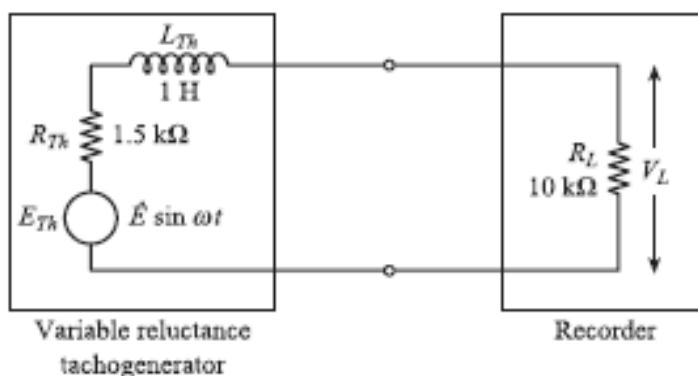 L_Th
1 H
R_Th 1.5 kΩ
E_Th Ê sin ωt
R_L
10 kΩ
V_L
Variable reluctance
tachogenerator
Recorder